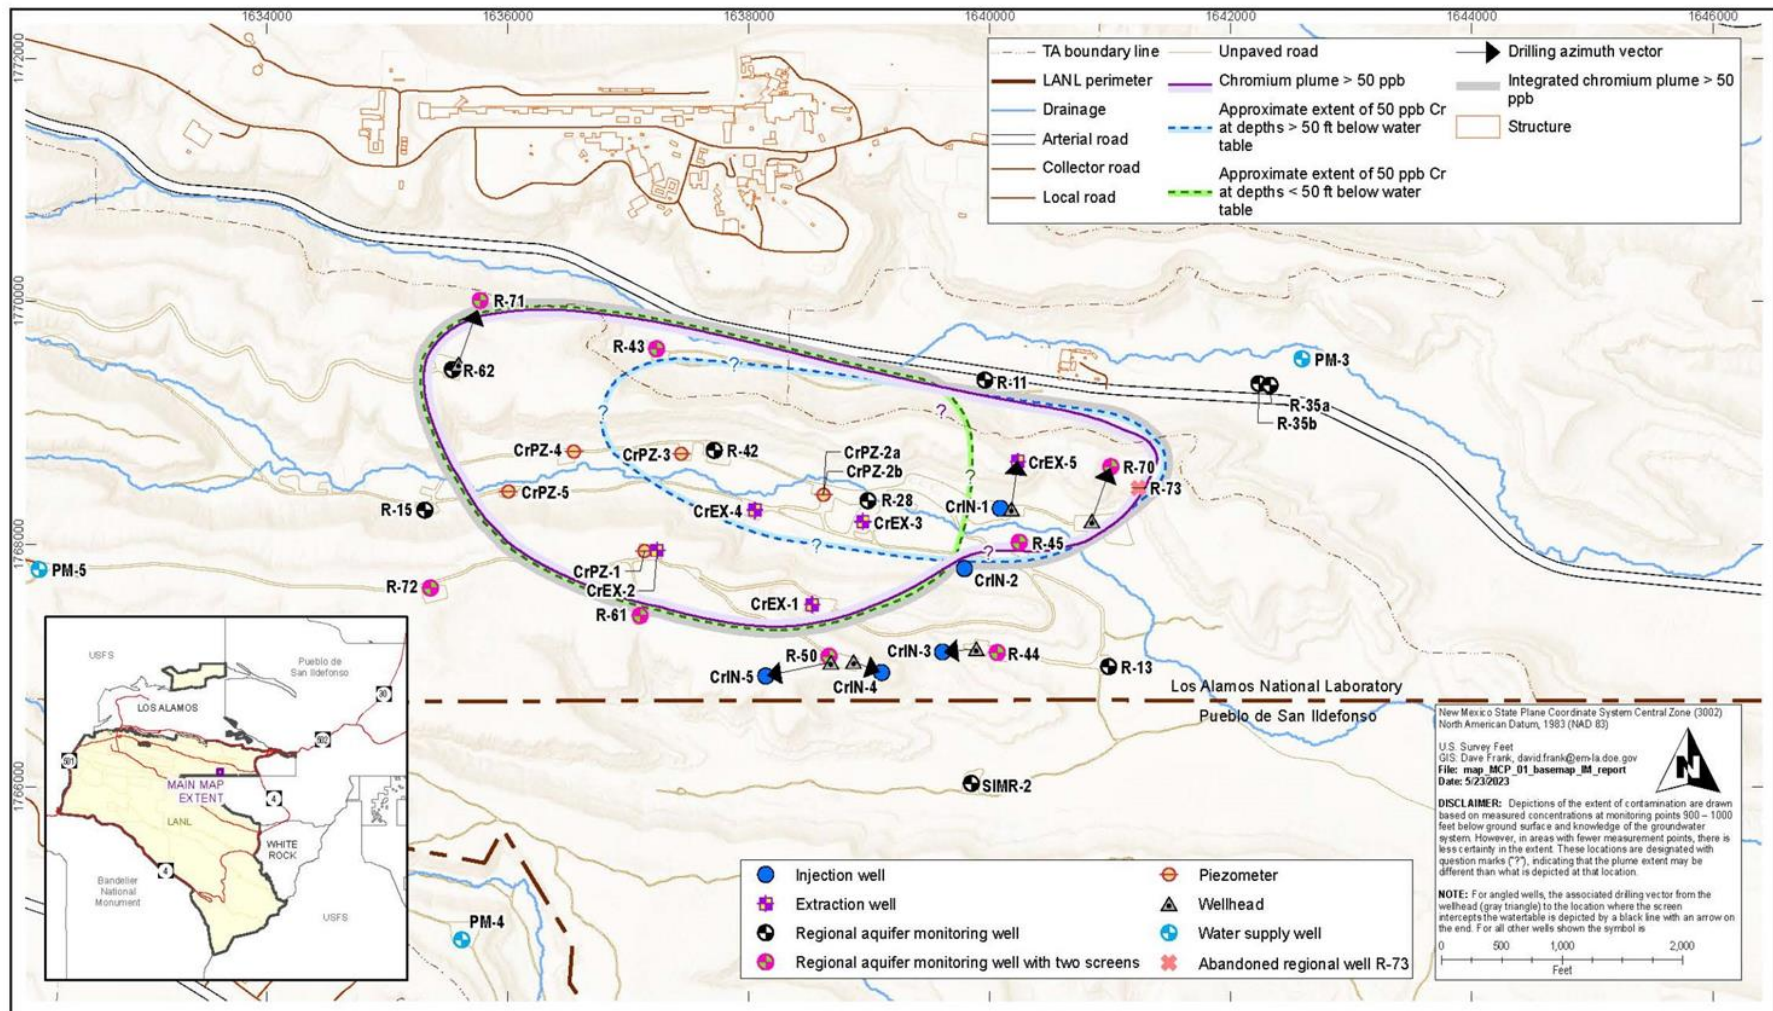 1634000
1636000
1638000
1640000
1642000
1644000
1646000
1772000
1770000
1768000
1766000
TA boundary line
LANL perimeter
Drainage
Arterial road
Collector road
Local road
Unpaved road
Chromium plume > 50 ppb
Approximate extent of 50 ppb Cr
at depths > 50 ft below water
table
Approximate extent of 50 ppb Cr
at depths < 50 ft below water
table
Drilling azimuth vector
Integrated chromium plume > 50
ppb
Structure
R-71
R-43
R-62
R-11
PM-3
R-35a
R-35b
?
?
?
CrPZ-4
CrPZ-3
R-42
CrPZ-2a
CrPZ-2b
CrEX-5
R-70
R-73
?
CrPZ-5
R-15
CrEX-4
R-28
CrEX-3
CrIN-1
R-45
?
?
CrPZ-1
CrEX-2
CrIN-2
PM-5
R-72
R-61
CrEX-1
R-50
CrIN-5
CrIN-4
CrIN-3
R-44
R-13
Los Alamos National Laboratory
Pueblo de San Ildefonso
SIMR-2
PM-4
USFS
Pueblo de
San Ildefonso
LOS ALAMOS
30
502
501
MAIN MAP
EXTENT
4
LANL
WHITE
ROCK
4
Bandelier
National
Monument
USFS
Injection well
Extraction well
Regional aquifer monitoring well
Regional aquifer monitoring well with two screens
Piezometer
Wellhead
Water supply well
Abandoned regional well R-73
New Mexico State Plane Coordinate System Central Zone (3002)
North American Datum, 1983 (NAD 83)
U.S. Survey Feet
GIS: Dave Frank, david.frank@em-la.doe.gov
File: map_MCP_01_basemap_IM_report
Date: 5/23/2023
N
DISCLAIMER: Depictions of the extent of contamination are drawn
based on measured concentrations at monitoring points 900 – 1000
feet below ground surface and knowledge of the groundwater
system. However, in areas with fewer measurement points, there is
less certainty in the extent. These locations are designated with
question marks ("?"), indicating that the plume extent may be
different than what is depicted at that location.
NOTE: For angled wells, the associated drilling vector from the
wellhead (gray triangle) to the location where the screen
intercepts the watertable is depicted by a black line with an arrow on
the end. For all other wells shown the symbol is
0 500 1,000 2,000
Feet